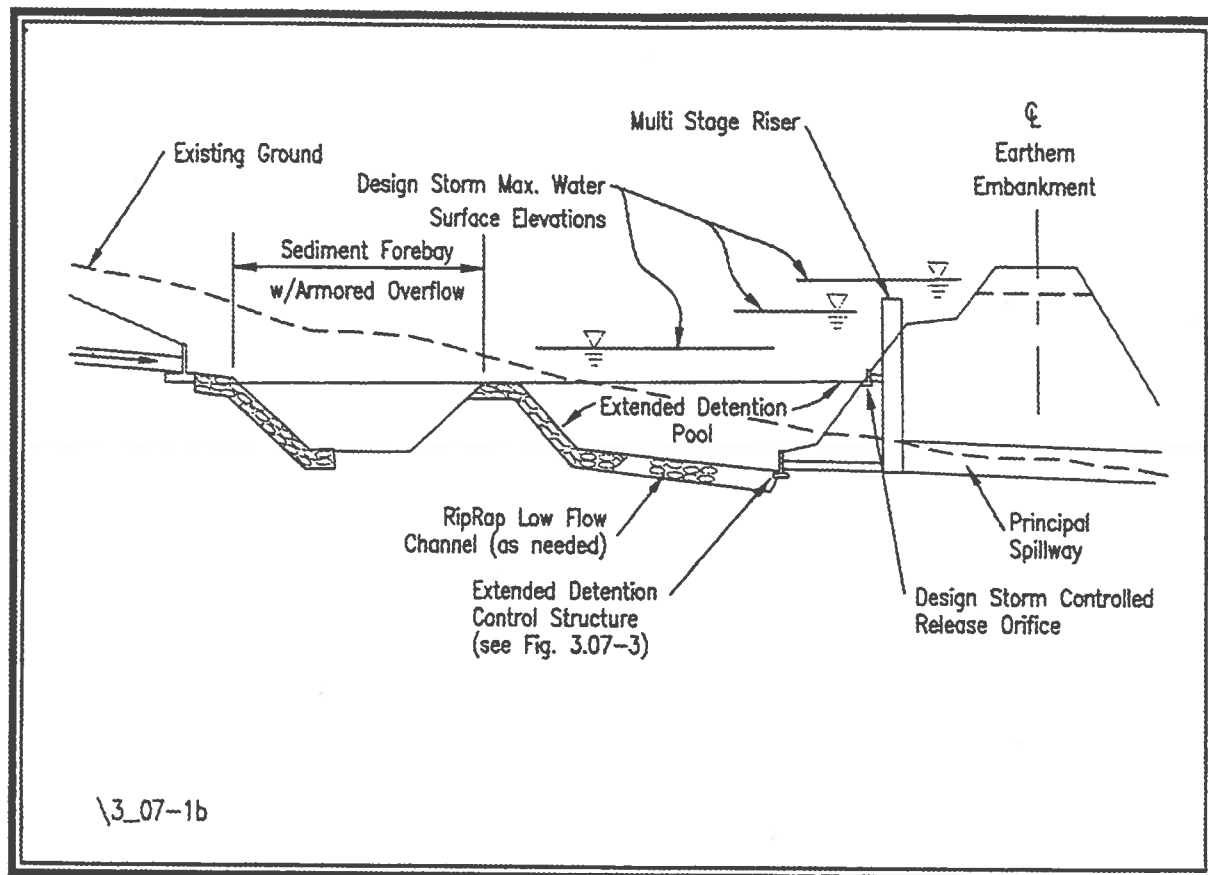 Multi Stage Riser
℄
Earthern
Embankment
Existing Ground
Design Storm Max. Water
Surface Elevations
Sediment Forebay
w/Armored Overflow
Extended Detention
Pool
RipRap Low Flow
Channel (as needed)
Principal
Spillway
Extended Detention
Control Structure
(see Fig. 3.07-3)
Design Storm Controlled
Release Orifice
\3_07-1b